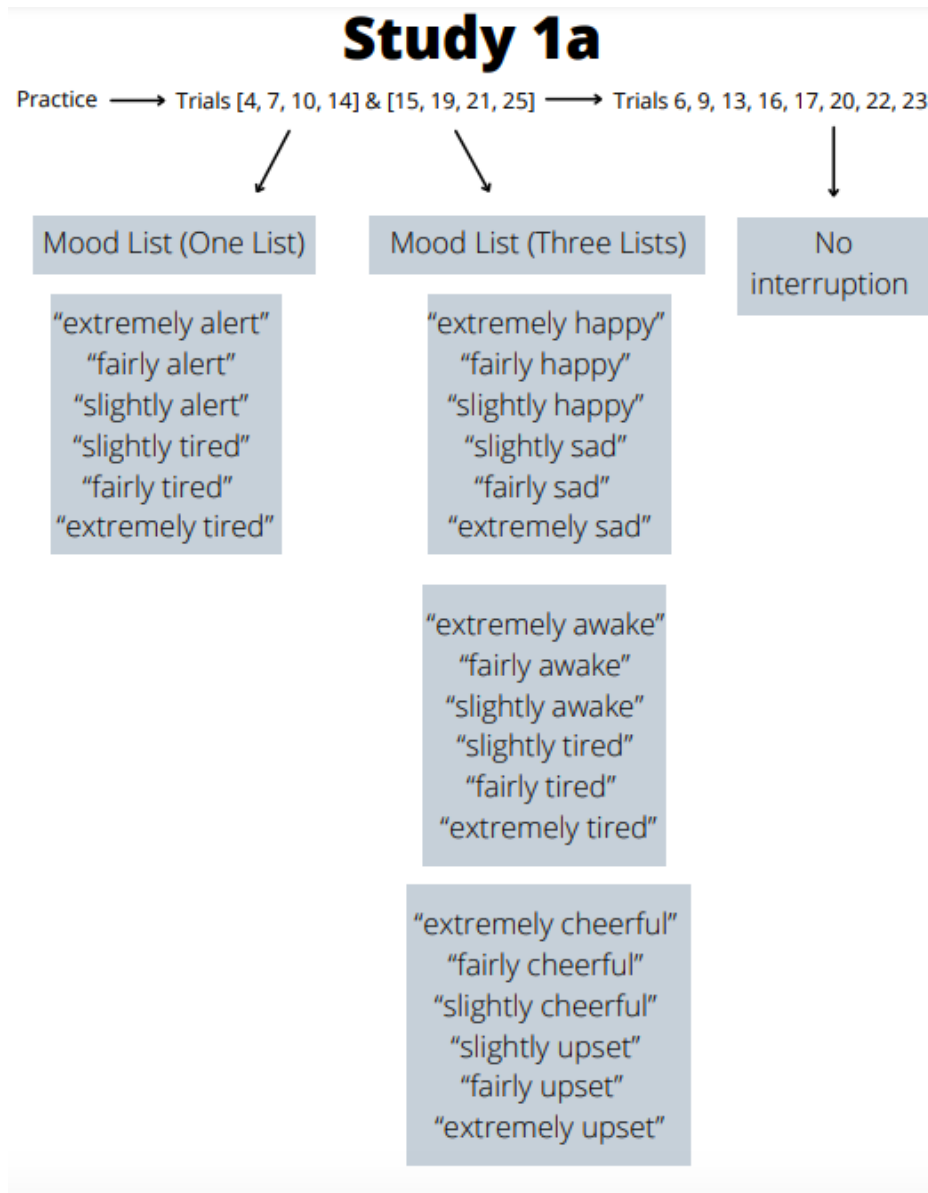 Study 1a
Practice → Trials [4, 7, 10, 14] & [15, 19, 21, 25] → Trials 6, 9, 13, 16, 17, 20, 22, 23
Mood List (One List)
“extremely alert”
“fairly alert”
“slightly alert”
“slightly tired”
“fairly tired”
“extremely tired”
Mood List (Three Lists)
“extremely happy”
“fairly happy”
“slightly happy”
“slightly sad”
“fairly sad”
“extremely sad”
“extremely awake”
“fairly awake”
“slightly awake”
“slightly tired”
“fairly tired”
“extremely tired”
“extremely cheerful”
“fairly cheerful”
“slightly cheerful”
“slightly upset”
“fairly upset”
“extremely upset”
No
interruption